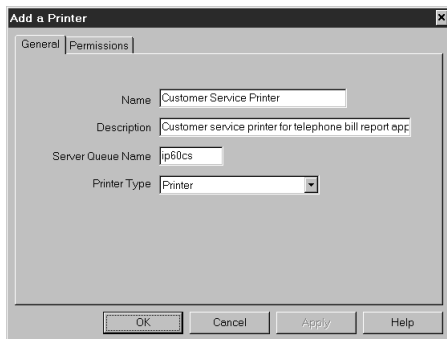 Add a Printer
General Permissions
Name Customer Service Printer
Description Customer service printer for telephone bill report app
Server Queue Name ip60cs
Printer Type Printer
OK Cancel Apply Help